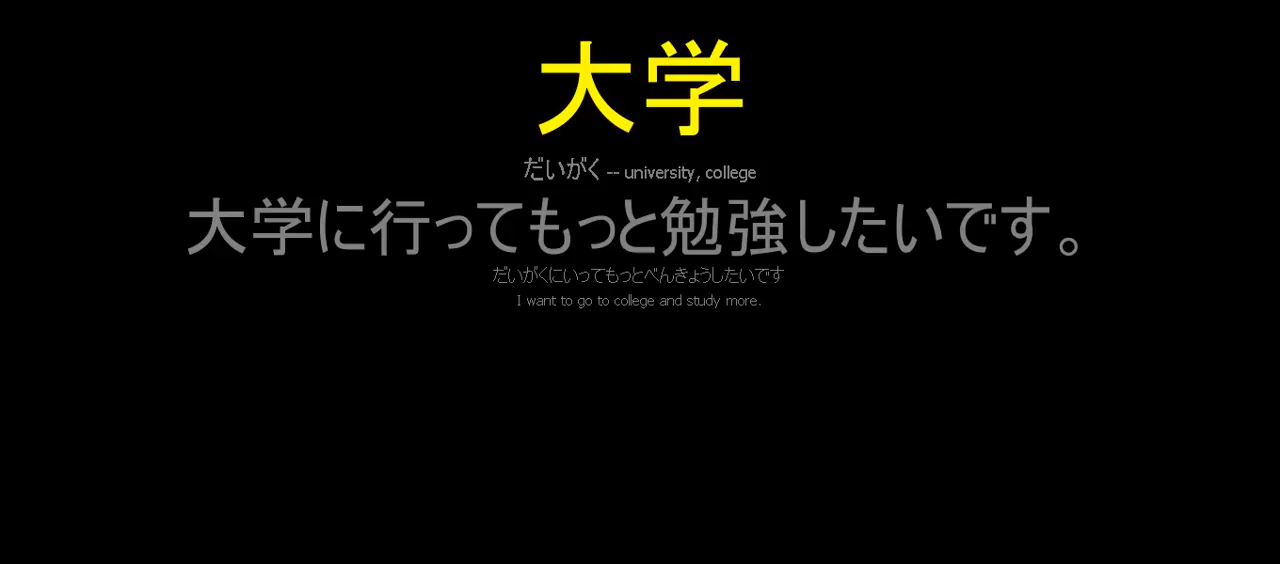 大学
だいがく -- university, college
大学に行ってもっと勉強したいです。
だいがくにいってもっとべんきょうしたいです
I want to go to college and study more.